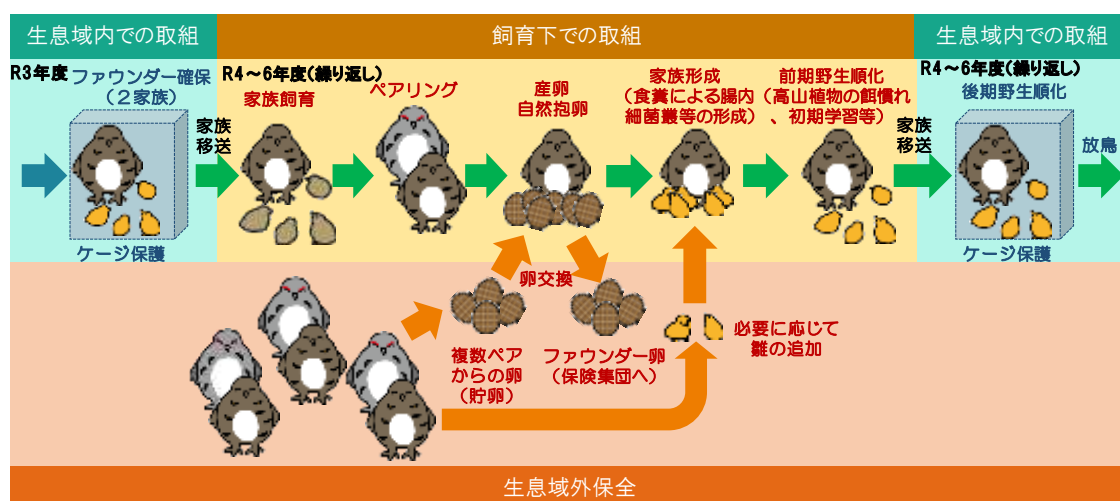 生息域内での取組
飼育下での取組
生息域内での取組
R3年度
ファウンダー確保
(2家族)
ケージ保護
家族
移送
R4~6年度(繰り返し)
家族飼育
ペアリング
産卵
自然抱卵
家族形成
(食糞による腸内
細菌叢等の形成)
前期野生順化
(高山植物の餌慣れ
、初期学習等)
家族
移送
R4~6年度(繰り返し)
後期野生順化
ケージ保護
放鳥
卵交換
複数ペア
からの卵
(貯卵)
ファウンダー卵
(保険集団へ)
必要に応じて
雛の追加
生息域外保全